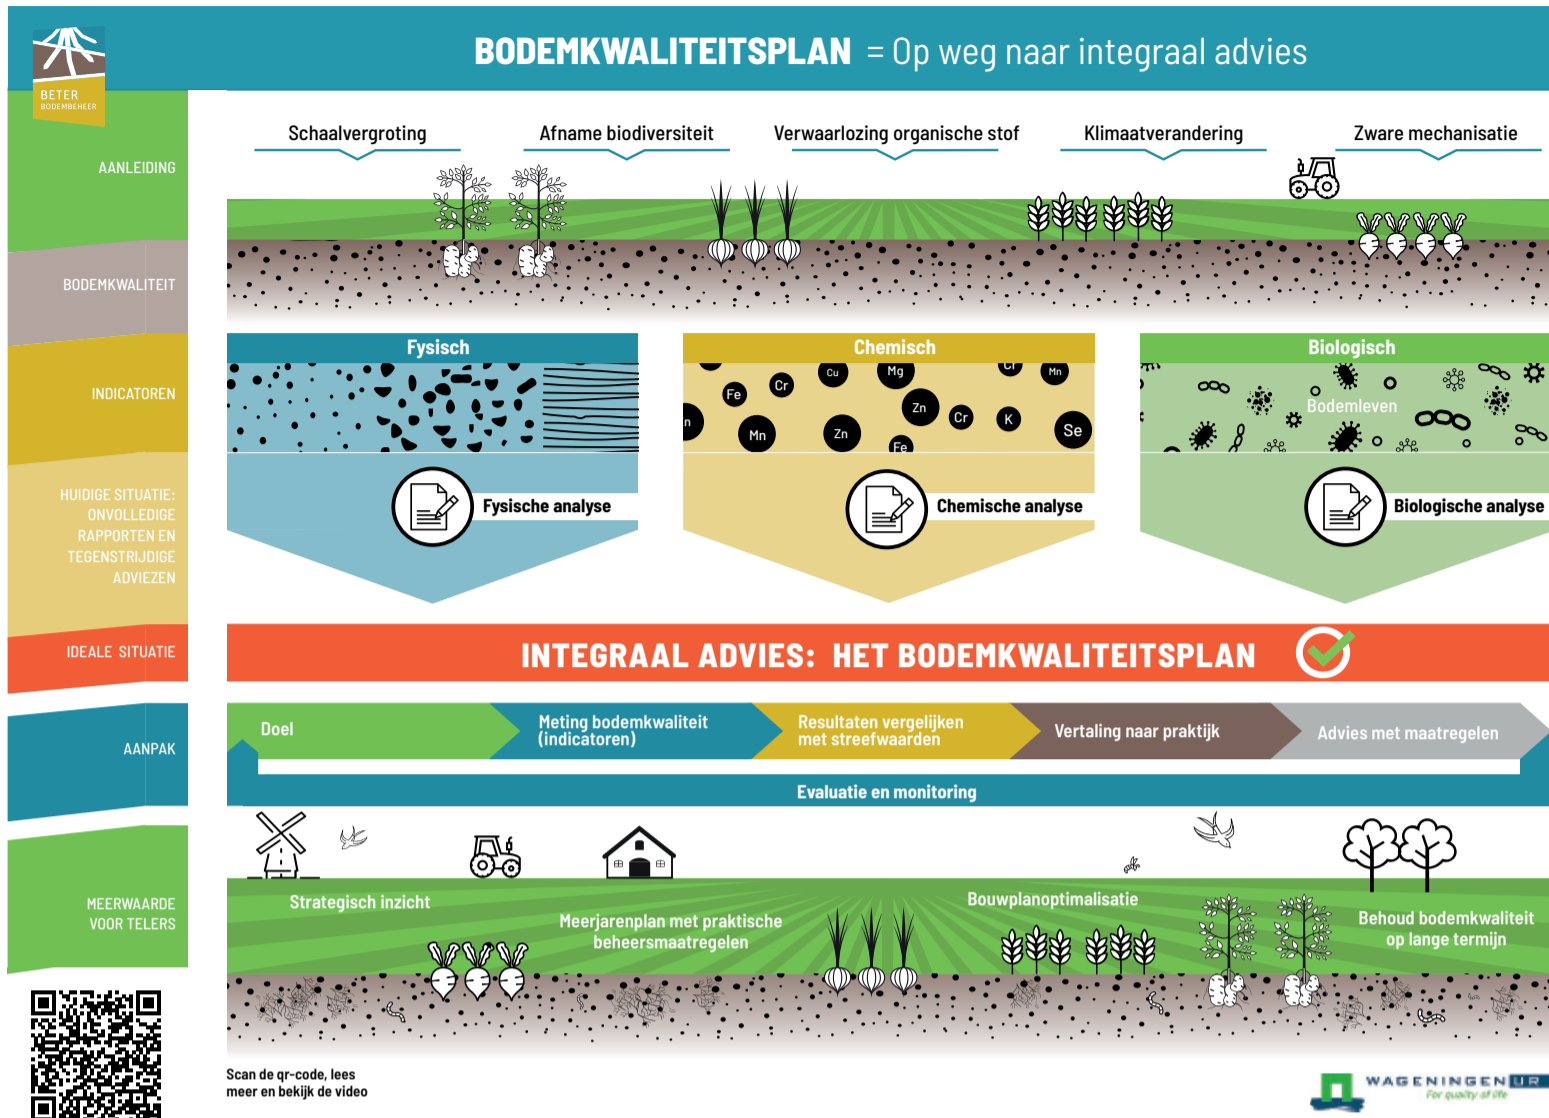 BETER
BODEMBEHEER
BODEMKWALITEITSPLAN = Op weg naar integraal advies
AANLEIDING
Schaalvergroting
Afname biodiversiteit
Verwaarlozing organische stof
Klimaatverandering
Zware mechanisatie
BODEMKWALITEIT
INDICATOREN
Fysisch
Chemisch
Biologisch
Fe
Cr
Cu
Mg
Cr
Mn
n
Mn
Zn
Zn
Fe
Cr
K
Se
Bodemleven
HUIDIGE SITUATIE:
ONVOLLEDIGE
RAPPORTEN EN
TEGENSTRIJDIGE
ADVIEZEN
Fysische analyse
Chemische analyse
Biologische analyse
IDEALE SITUATIE
INTEGRAAL ADVIES: HET BODEMKWALITEITSPLAN
AANPAK
Doel
Meting bodemkwaliteit
(indicatoren)
Resultaten vergelijken
met streefwaarden
Vertaling naar praktijk
Advies met maatregelen
Evaluatie en monitoring
MEERWAARDE
VOOR TELERS
Strategisch inzicht
Meerjarenplan met praktische
beheersmaatregelen
Bouwplanoptimalisatie
Behoud bodemkwaliteit
op lange termijn
Scan de qr-code, lees
meer en bekijk de video
WAGENINGEN UR
For quality of life